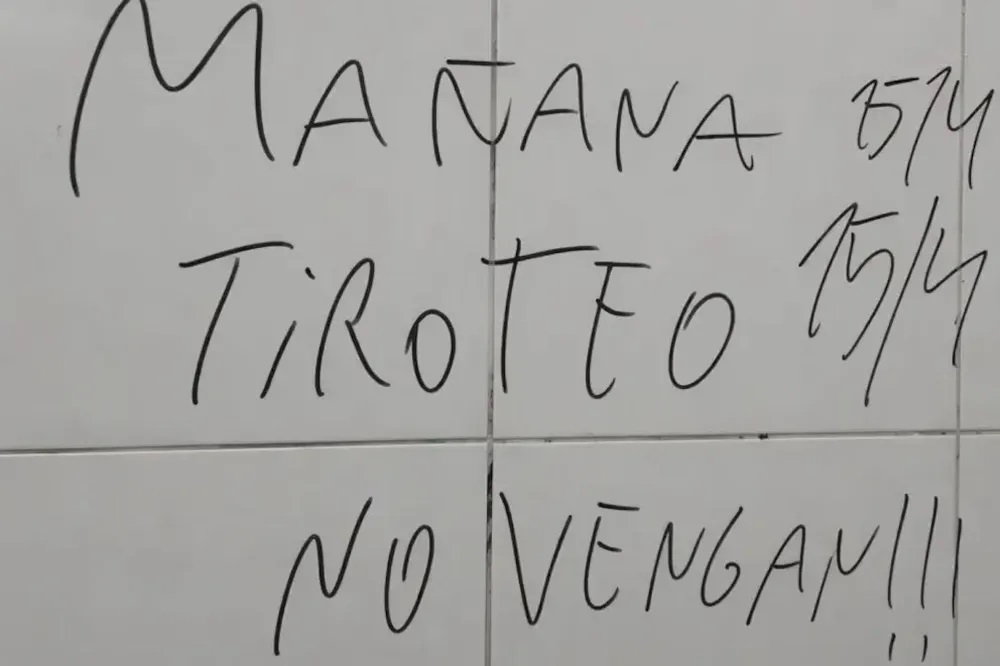 MAÑANA 15/4
TiROTEO 15/4
NO VENGAN!!!